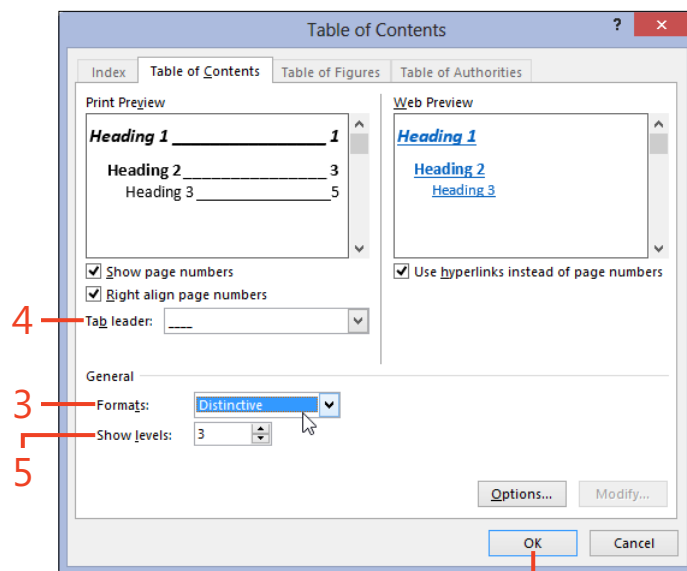 Table of Contents ? ×
Index Table of Contents Table of Figures Table of Authorities
Print Preview
Heading 1 ____________________ 1
Heading 2 _______________ 3
Heading 3 _______________ 5
Web Preview
Heading 1
Heading 2
Heading 3
Show page numbers
Right align page numbers
Use hyperlinks instead of page numbers
4
Tab leader: ____
General
3
Formats: Distinctive
5
Show levels: 3
Options... Modify...
OK Cancel